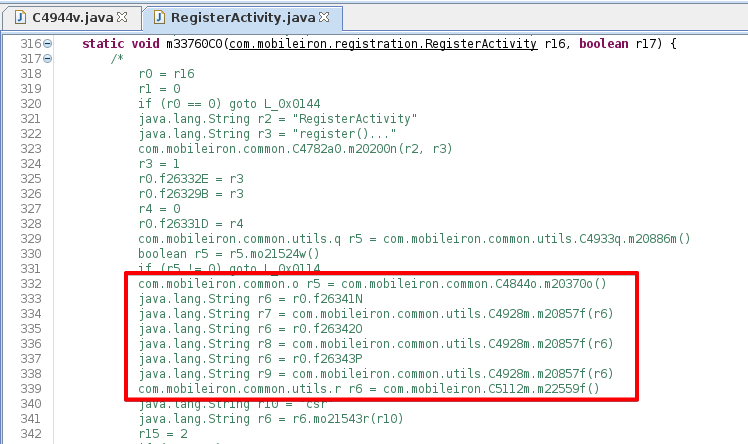 C4944v.java RegisterActivity.java
316 static void m33760C0(com.mobileiron.registration.RegisterActivity r16, boolean r17) {
317 /*
318 r0 = r16
319 r1 = 0
320 if (r0 == 0) goto L_0x0144
321 java.lang.String r2 = "RegisterActivity"
322 java.lang.String r3 = "register()..."
323 com.mobileiron.common.C4782a0.m20200n(r2, r3)
324 r3 = 1
325 r0.f26332E = r3
326 r0.f26329B = r3
327 r4 = 0
328 r0.f26331D = r4
329 com.mobileiron.common.utils.q r5 = com.mobileiron.common.utils.C4933q.m20886m()
330 boolean r5 = r5.mo21524w()
331 if (r5 != 0) goto L_0x0114
332 com.mobileiron.common.o r5 = com.mobileiron.common.C4844o.m20370o()
333 java.lang.String r6 = r0.f26341N
334 java.lang.String r7 = com.mobileiron.common.utils.C4928m.m20857f(r6)
335 java.lang.String r6 = r0.f26342O
336 java.lang.String r8 = com.mobileiron.common.utils.C4928m.m20857f(r6)
337 java.lang.String r6 = r0.f26343P
338 java.lang.String r9 = com.mobileiron.common.utils.C4928m.m20857f(r6)
339 com.mobileiron.common.utils.r r6 = com.mobileiron.C5112m.m22559f()
340 java.lang.String r10 = "csr"
341 r6 = r6.mo21543r(r10)
342 r15 = 2